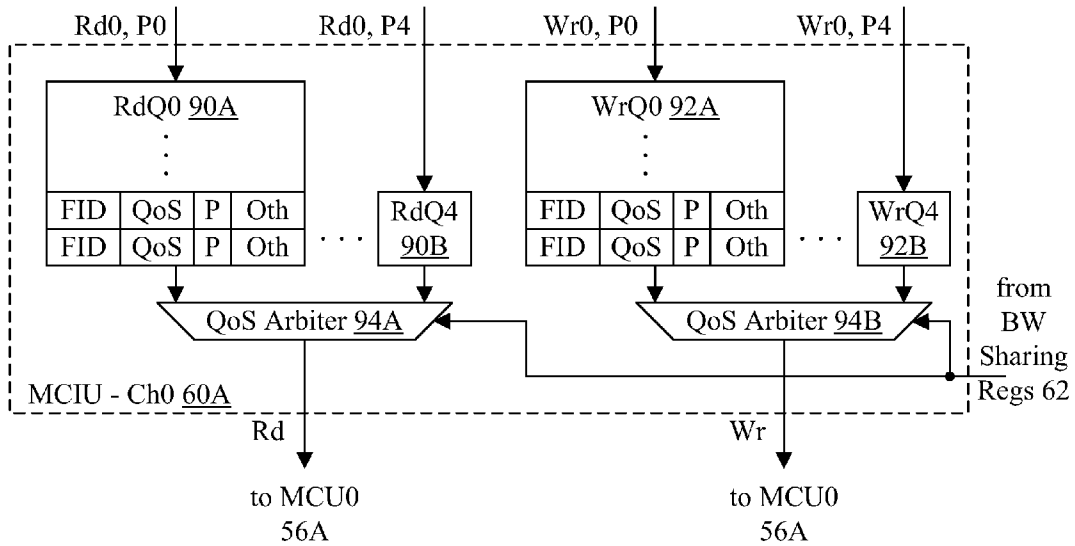 Rd0, P0
Rd0, P4
Wr0, P0
Wr0, P4
RdQ0 90A
WrQ0 92A
FID QoS P Oth
FID QoS P Oth
RdQ4
90B
FID QoS P Oth
FID QoS P Oth
WrQ4
92B
QoS Arbiter 94A
QoS Arbiter 94B
from
BW
Sharing
Regs 62
MCIU - Ch0 60A
Rd
Wr
to MCU0
56A
to MCU0
56A